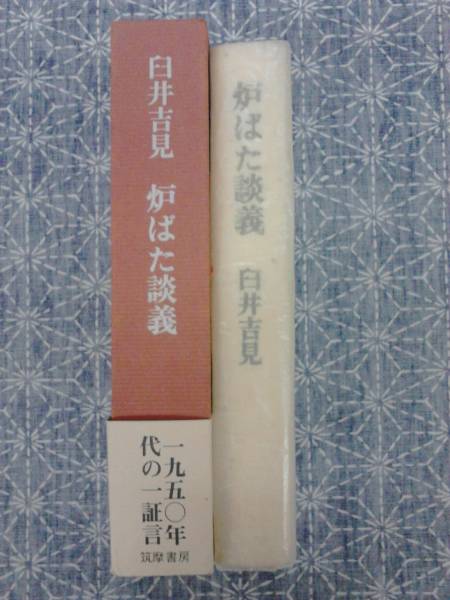 臼井吉見 炉ばた談義
一九五〇年
代の一証言
筑摩書房
炉ばた談義 臼井吉見